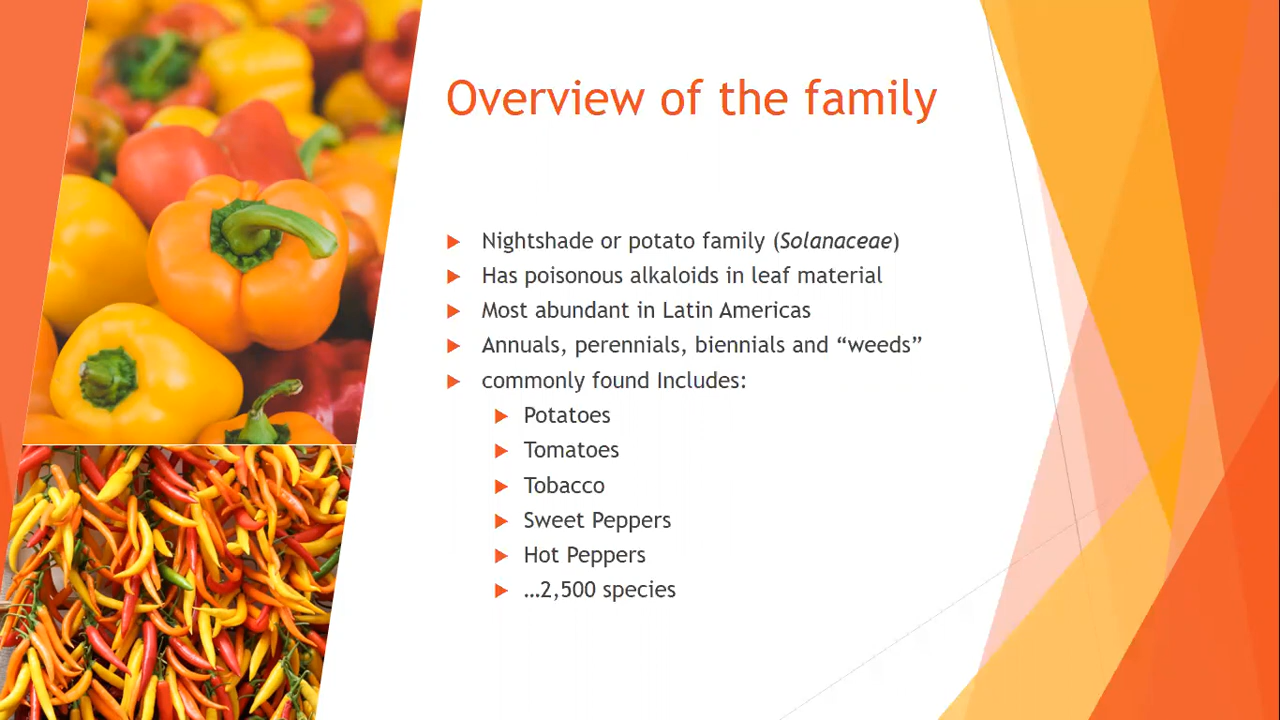 Overview of the family
Nightshade or potato family (Solanaceae)
Has poisonous alkaloids in leaf material
Most abundant in Latin Americas
Annuals, perennials, biennials and “weeds”
commonly found Includes:
Potatoes
Tomatoes
Tobacco
Sweet Peppers
Hot Peppers
…2,500 species